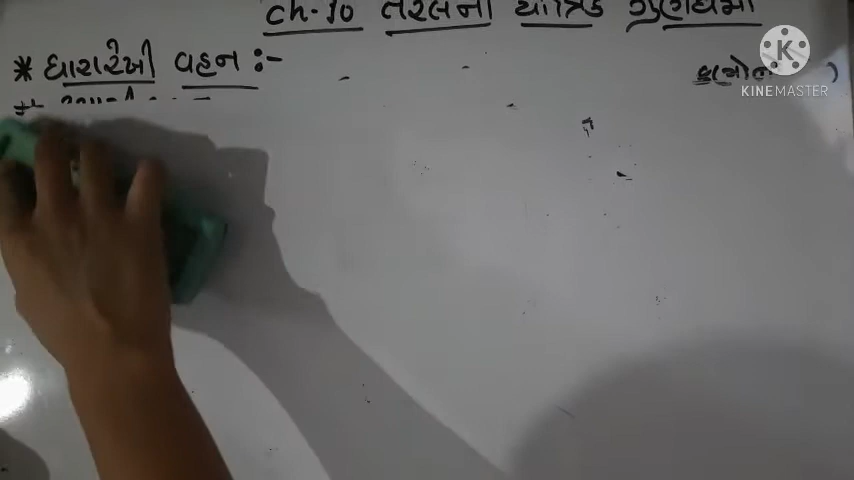 ch-10 તરલના યાંત્રિક ગુણધર્મો
* ધારારેખી વહન :-
KINEMASTER